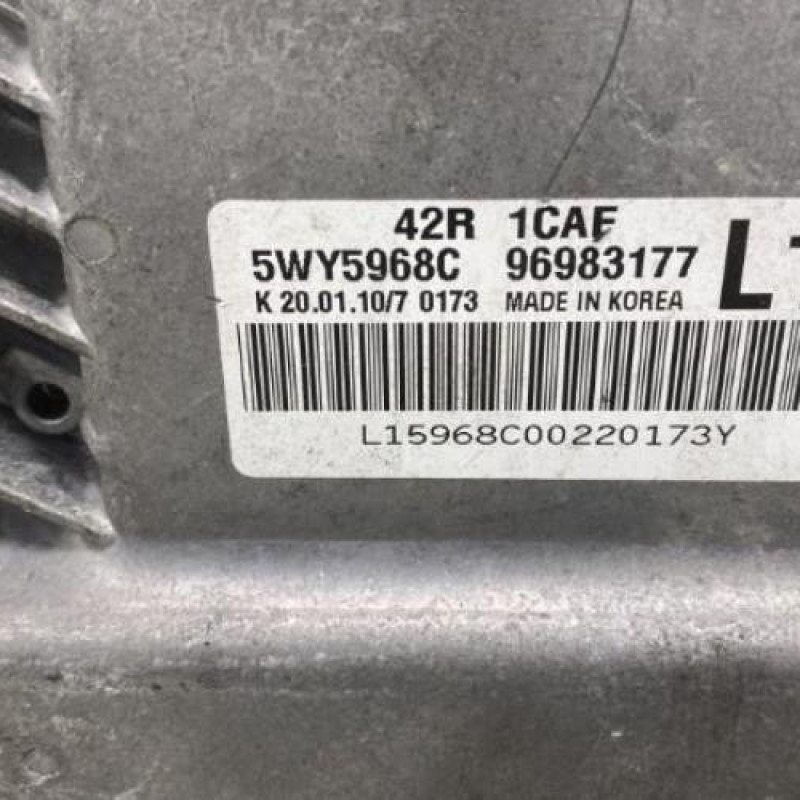 42R 1CAF
5WY5968C 96983177 L
K 20.01.10/7 0173 MADE IN KOREA
L15968C00220173Y